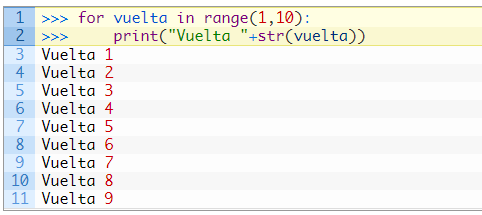 1 >>> for vuelta in range(1,10):
2 >>>     print("Vuelta "+str(vuelta))
3 Vuelta 1
4 Vuelta 2
5 Vuelta 3
6 Vuelta 4
7 Vuelta 5
8 Vuelta 6
9 Vuelta 7
10 Vuelta 8
11 Vuelta 9